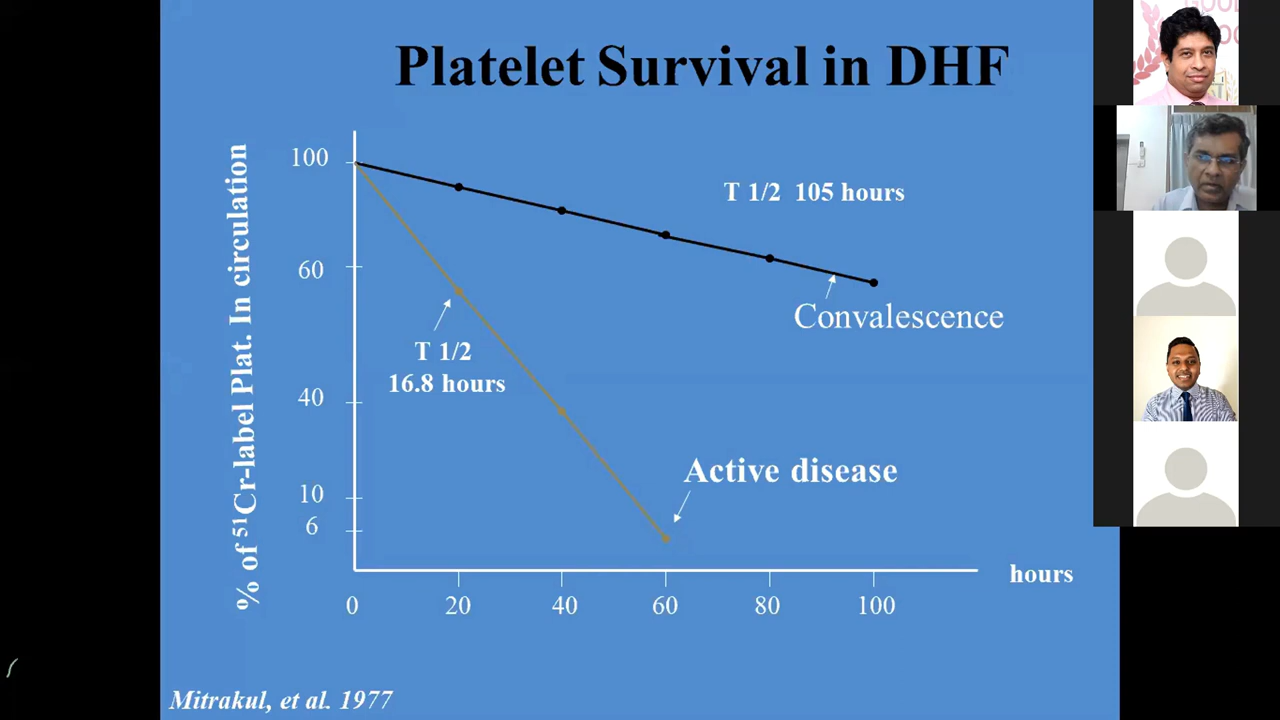 Platelet Survival in DHF
% of ⁵¹Cr-label Plat. In circulation
100
60
40
10
6
T 1/2 105 hours
Convalescence
T 1/2
16.8 hours
Active disease
hours
0 20 40 60 80 100
Mitrakul, et al. 1977